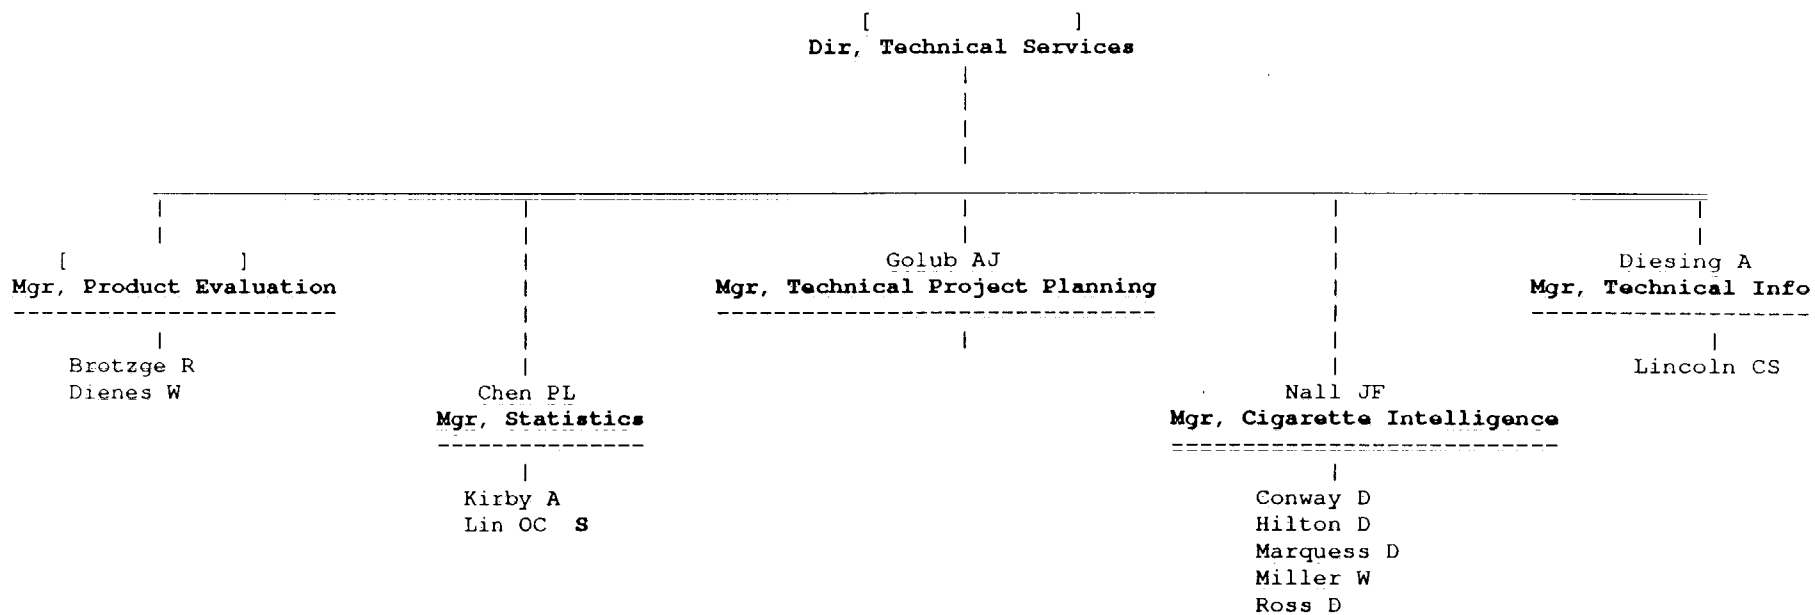 [ ]
Dir, Technical Services
[ ]
Mgr, Product Evaluation
Brotzge R
Dienes W
Chen PL
Mgr, Statistics
Kirby A
Lin OC S
Golub AJ
Mgr, Technical Project Planning
Nall JF
Mgr, Cigarette Intelligence
Conway D
Hilton D
Marquess D
Miller W
Ross D
Diesing A
Mgr, Technical Info
Lincoln CS